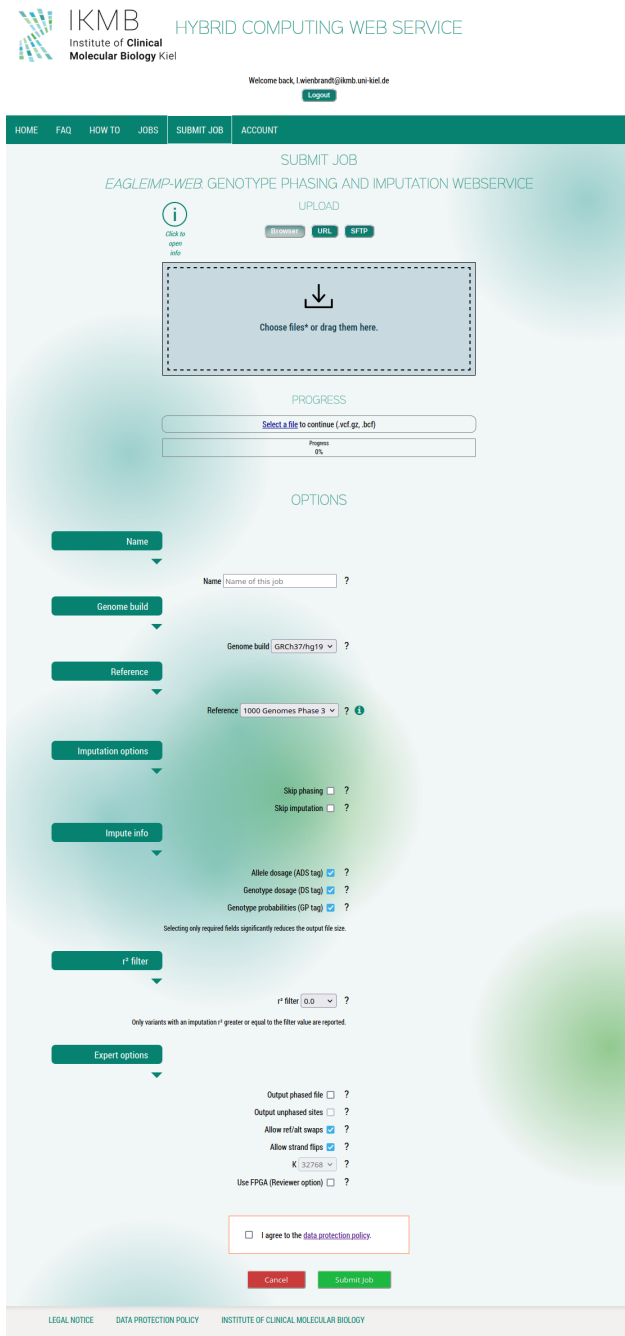 IKMB
Institute of Clinical
Molecular Biology Kiel
HYBRID COMPUTING WEB SERVICE
Welcome back, l.wienbrandt@ikmb.uni-kiel.de
Logout
HOME FAQ HOW TO JOBS SUBMIT JOB ACCOUNT
SUBMIT JOB
EAGLEIMP-WEB: GENOTYPE PHASING AND IMPUTATION WEBSERVICE
UPLOAD
i
Click to
open
info
Browser URL SFTP
Choose files* or drag them here.
PROGRESS
Select a file to continue (.vcf.gz, .bcf)
Progress
0%
OPTIONS
Name
Name Name of this job ?
Genome build
Genome build GRCh37/hg19 ?
Reference
Reference 1000 Genomes Phase 3 ? i
Imputation options
Skip phasing ?
Skip imputation ?
Impute info
Allele dosage (ADS tag) ?
Genotype dosage (DS tag) ?
Genotype probabilities (GP tag) ?
Selecting only required fields significantly reduces the output file size.
r² filter
r² filter 0.0 ?
Only variants with an imputation r² greater or equal to the filter value are reported.
Expert options
Output phased file ?
Output unphased sites ?
Allow ref/alt swaps ?
Allow strand flips ?
K 32768 ?
Use FPGA (Reviewer option) ?
I agree to the data protection policy.
Cancel Submit Job
LEGAL NOTICE DATA PROTECTION POLICY INSTITUTE OF CLINICAL MOLECULAR BIOLOGY